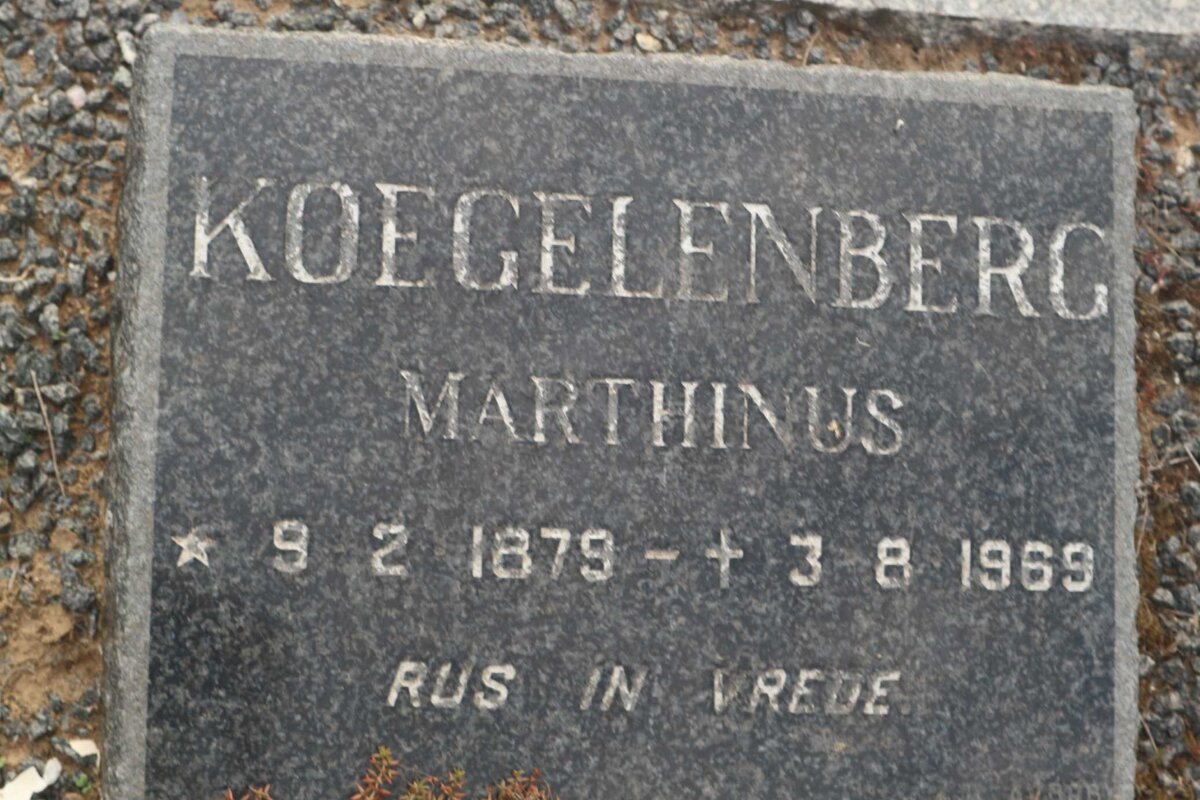 KOEGELENBERG
MARTHINUS
★ 9 2 1879 – † 3 8 1969
RUS IN VREDE.